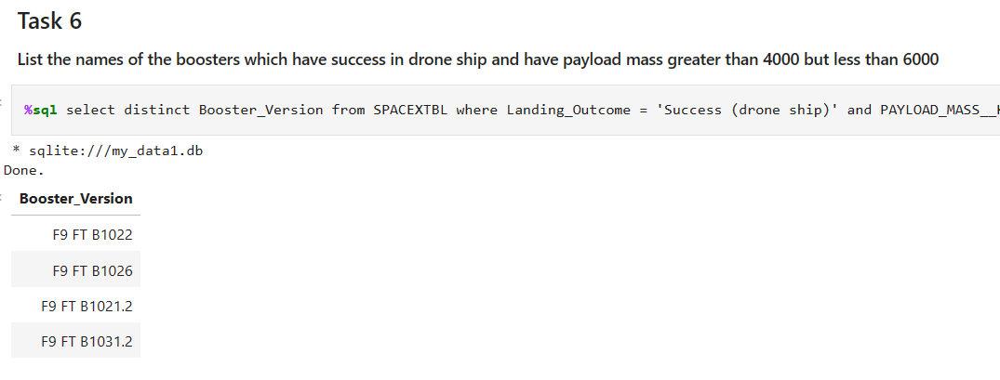 Task 6
List the names of the boosters which have success in drone ship and have payload mass greater than 4000 but less than 6000
%sql select distinct Booster_Version from SPACEXTBL where Landing_Outcome = 'Success (drone ship)' and PAYLOAD_MASS__
* sqlite:///my_data1.db
Done.
Booster_Version
F9 FT B1022
F9 FT B1026
F9 FT B1021.2
F9 FT B1031.2